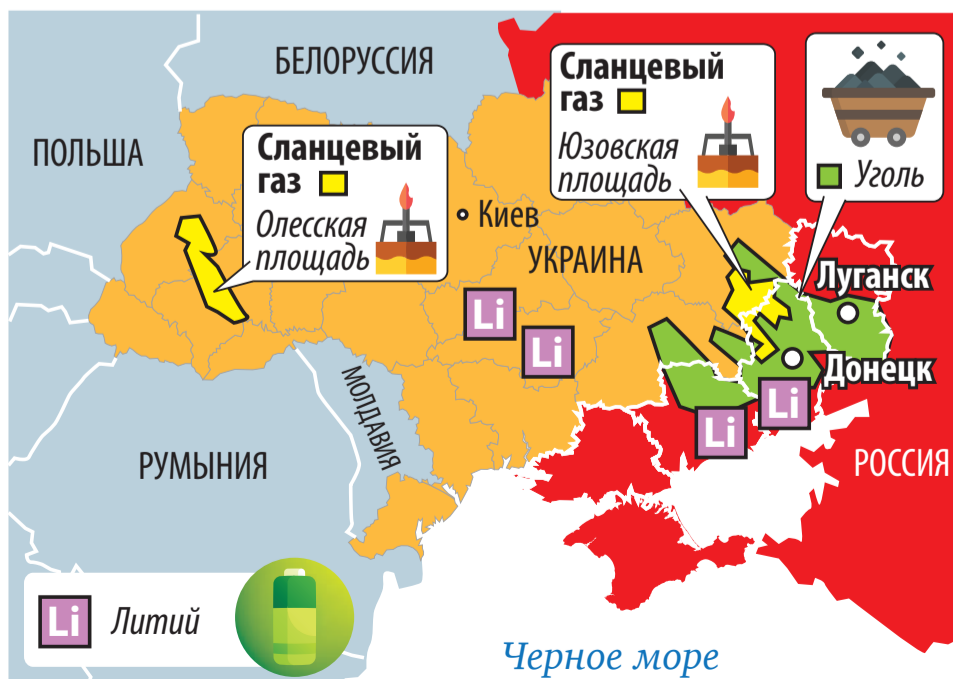 БЕЛОРУССИЯ
ПОЛЬША
Сланцевый
газ
Олесская
площадь
Киев
УКРАИНА
Сланцевый
газ
Юзовская
площадь
Уголь
Луганск
Донецк
Li
Li
Li
Li
МОЛДАВИЯ
РУМЫНИЯ
РОССИЯ
Li Литий
Черное море